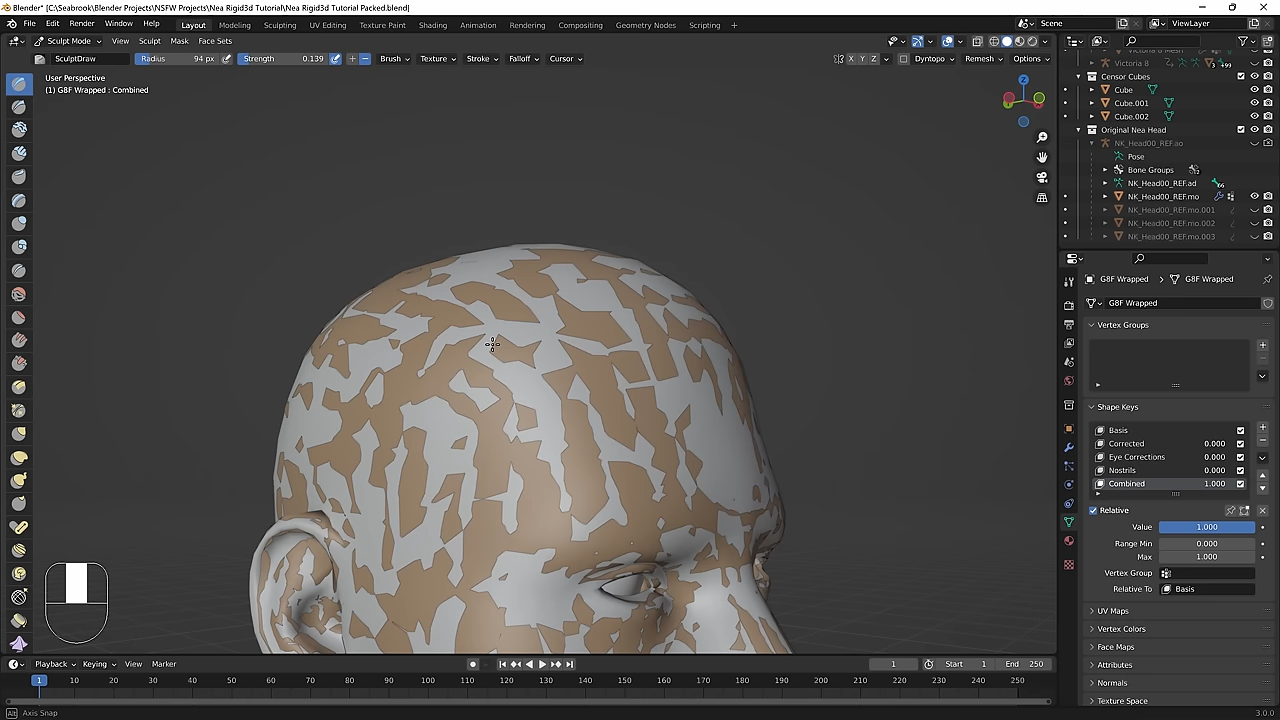 Blender* [C:\Seabrook\Blender Projects\NSFW Projects\Nea Rigid3d Tutorial\Nea Rigid3d Tutorial Packed.blend]
File Edit Render Window Help Layout Modeling Sculpting UV Editing Texture Paint Shading Animation Rendering Compositing Geometry Nodes Scripting + Scene ViewLayer
Sculpt Mode View Sculpt Mask Face Sets
SculptDraw Radius 94 px Strength 0.139 Brush Texture Stroke Falloff Cursor X Y Z Dyntopo Remesh Options
User Perspective
(1) G8F Wrapped : Combined
Z
Victoria 8
Censor Cubes
Cube
Cube.001
Cube.002
Original Nea Head
NK_Head00_REF.ao
Pose
Bone Groups
NK_Head00_REF.ad
NK_Head00_REF.mo
NK_Head00_REF.mo.001
NK_Head00_REF.mo.002
NK_Head00_REF.mo.003
G8F Wrapped > G8F Wrapped
G8F Wrapped
Vertex Groups
Shape Keys
Basis
Corrected 0.000
Eye Corrections 0.000
Nostrils 0.000
Combined 1.000
Relative
Value 1.000
Range Min 0.000
Max 1.000
Vertex Group
Relative To Basis
UV Maps
Vertex Colors
Face Maps
Attributes
Normals
Texture Space
Playback Keying View Marker 1 Start 1 End 250
1 10 20 30 40 50 60 70 80 90 100 110 120 130 140 150 160 170 180 190 200 210 220 230 240 250
Alt Axis Snap 3.0.0